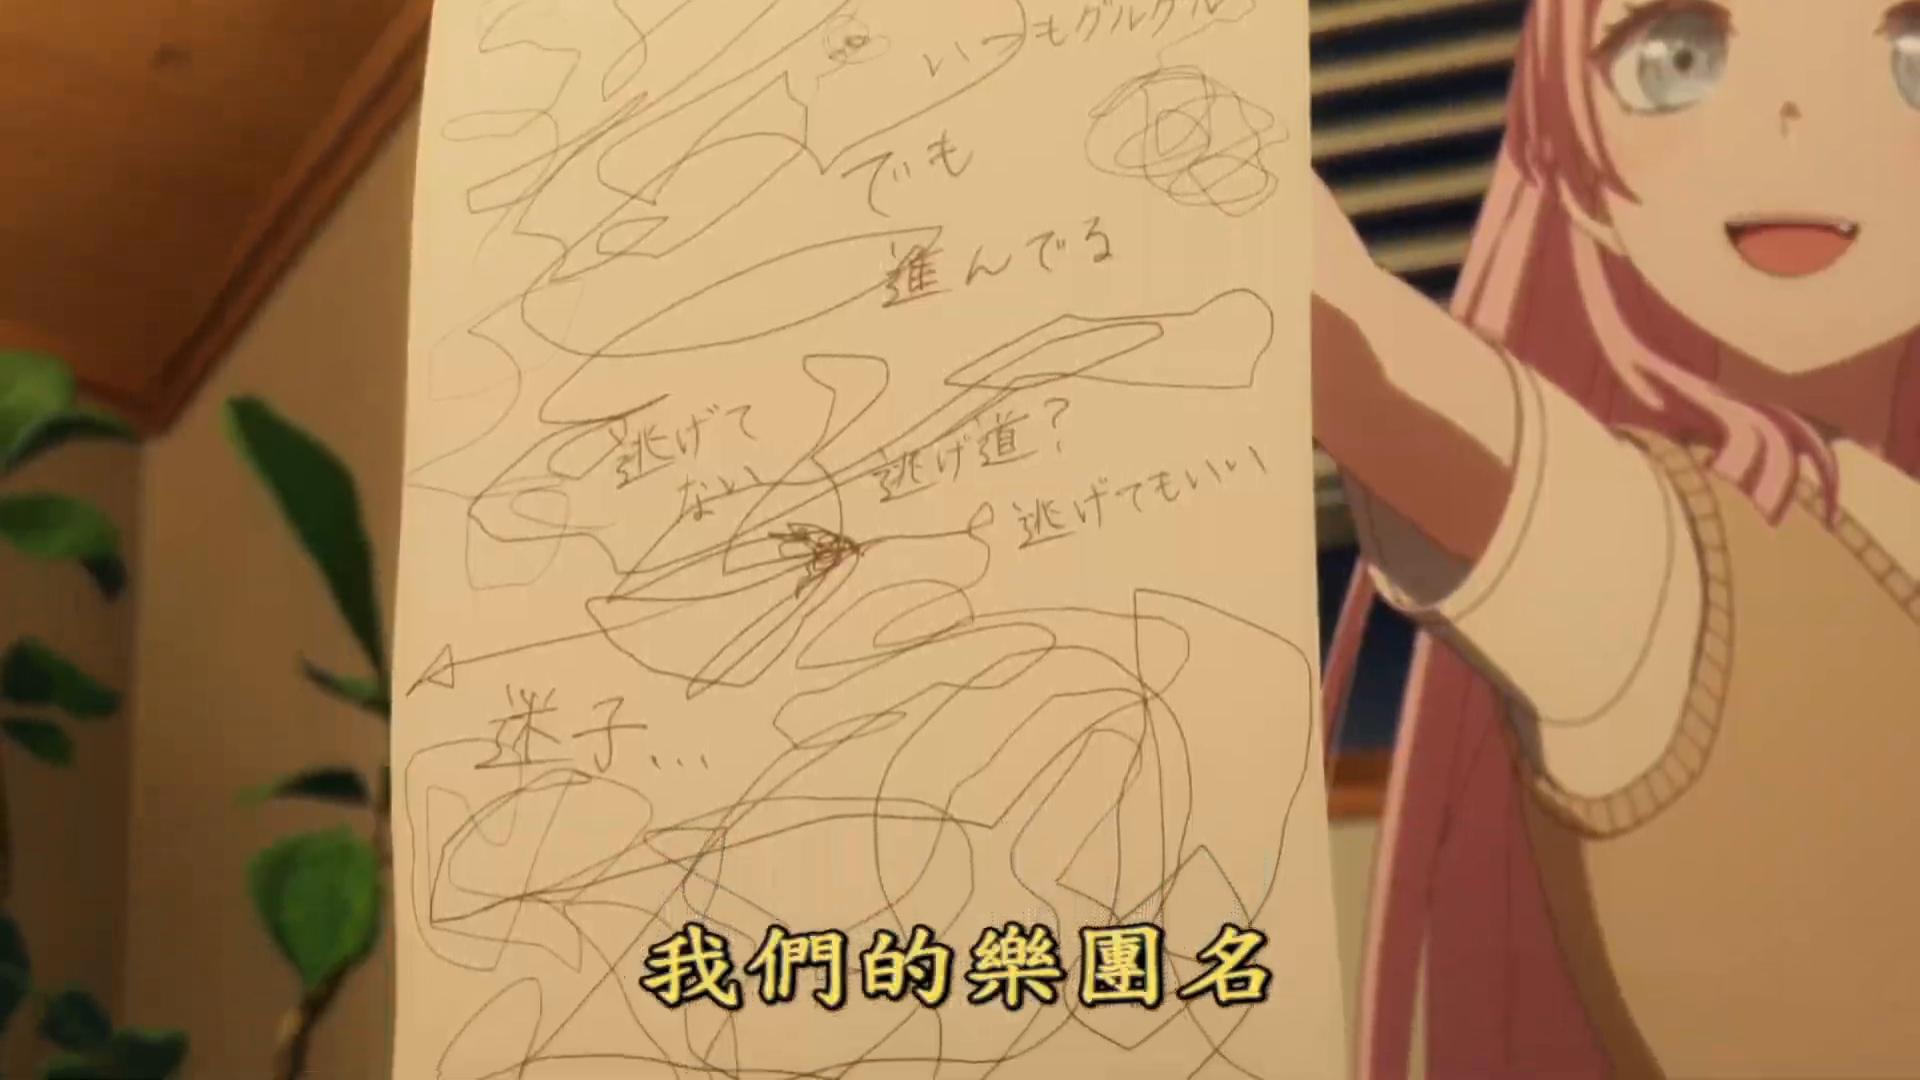 いつもグルグル
でも
進んでる
逃げて
ない
逃げ道?
逃げてもいい
迷子...
我們的樂團名